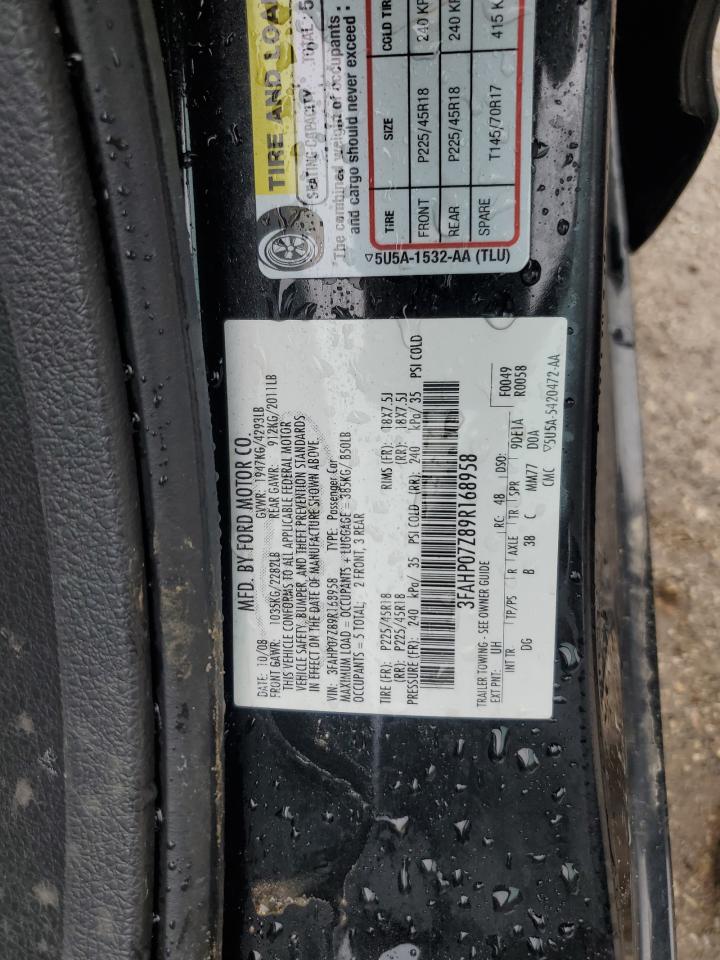 TIRE AND LOA
SEATING CAPACITY TOTAL: 5
The combined weight of occupants
and cargo should never exceed :
TIRE SIZE COLD TIR
FRONT P225/45R18 240 KP
REAR P225/45R18 240 KP
SPARE T145/70R17 415 K
5U5A-1532-AA (TLU)
MFD. BY FORD MOTOR CO.
DATE: 10/08 GVWR: 1947KG/4293LB
FRONT GAWR: 1035KG/2282LB REAR GAWR: 912KG/2011LB
THIS VEHICLE CONFORMS TO ALL APPLICABLE FEDERAL MOTOR
VEHICLE SAFETY, BUMPER, AND THEFT PREVENTION STANDARDS
IN EFFECT ON THE DATE OF MANUFACTURE SHOWN ABOVE.
VIN: 3FAHP07Z89R168958 TYPE: Passenger Car
MAXIMUM LOAD = OCCUPANTS + LUGGAGE = 385KG/ 850LB
OCCUPANTS = 5 TOTAL; 2 FRONT, 3 REAR
TIRE (FR): P225/45R18 RIMS (FR): 18X7.5J
(RR): P225/45R18 (RR): 18X7.5J
PRESSURE (FR): 240 kPa/ 35 PSI COLD (RR): 240 kPa/ 35 PSI COLD
3FAHP07Z89R168958
TRAILER TOWING - SEE OWNER GUIDE
F0049
R0058
EXT PNT: UH RC: 48 DSO:
INT TR TP/PS R AXLE TR SPR 9DE1A
DG B 38 C MM77 D0A
CMC 5U5A-5420472-AA